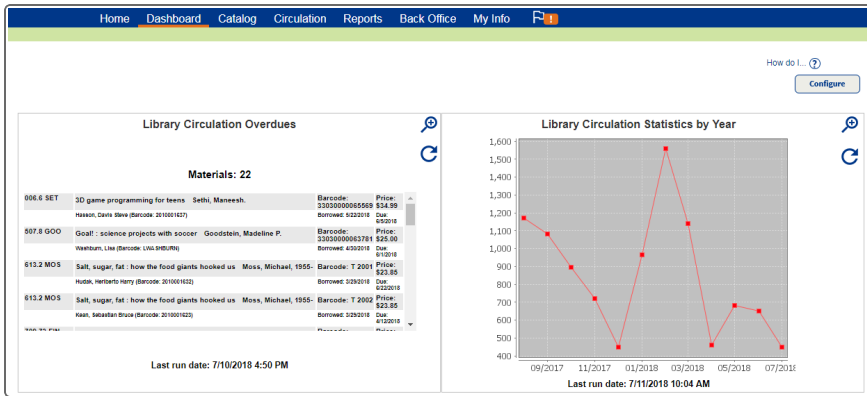 Home Dashboard Catalog Circulation Reports Back Office My Info !
How do I... ?
Configure
Library Circulation Overdues
Materials: 22
006.6 SET 3D game programming for teens Sethi, Maneesh. Barcode: 33030000065569 Price: $34.99
Hasson, Davis Steve (Barcode: 2010001637) Borrowed: 5/22/2018 Due: 6/5/2018
507.8 GOO Goal! : science projects with soccer Goodstein, Madeline P. Barcode: 33030000063781 Price: $25.00
Washburn, Lisa (Barcode: LWASHBURN) Borrowed: 4/30/2018 Due: 6/1/2018
613.2 MOS Salt, sugar, fat : how the food giants hooked us Moss, Michael, 1955- Barcode: T 2001 Price: $23.85
Hudak, Heriberto Harry (Barcode: 2010001632) Borrowed: 3/29/2018 Due: 6/22/2018
613.2 MOS Salt, sugar, fat : how the food giants hooked us Moss, Michael, 1955- Barcode: T 2002 Price: $23.85
Kean, Sebastian Bruce (Barcode: 2010001623) Borrowed: 3/25/2018 Due: 4/12/2018
Last run date: 7/10/2018 4:50 PM
Library Circulation Statistics by Year
1,600
1,500
1,400
1,300
1,200
1,100
1,000
900
800
700
600
500
400
09/2017 11/2017 01/2018 03/2018 05/2018 07/2018
Last run date: 7/11/2018 10:04 AM